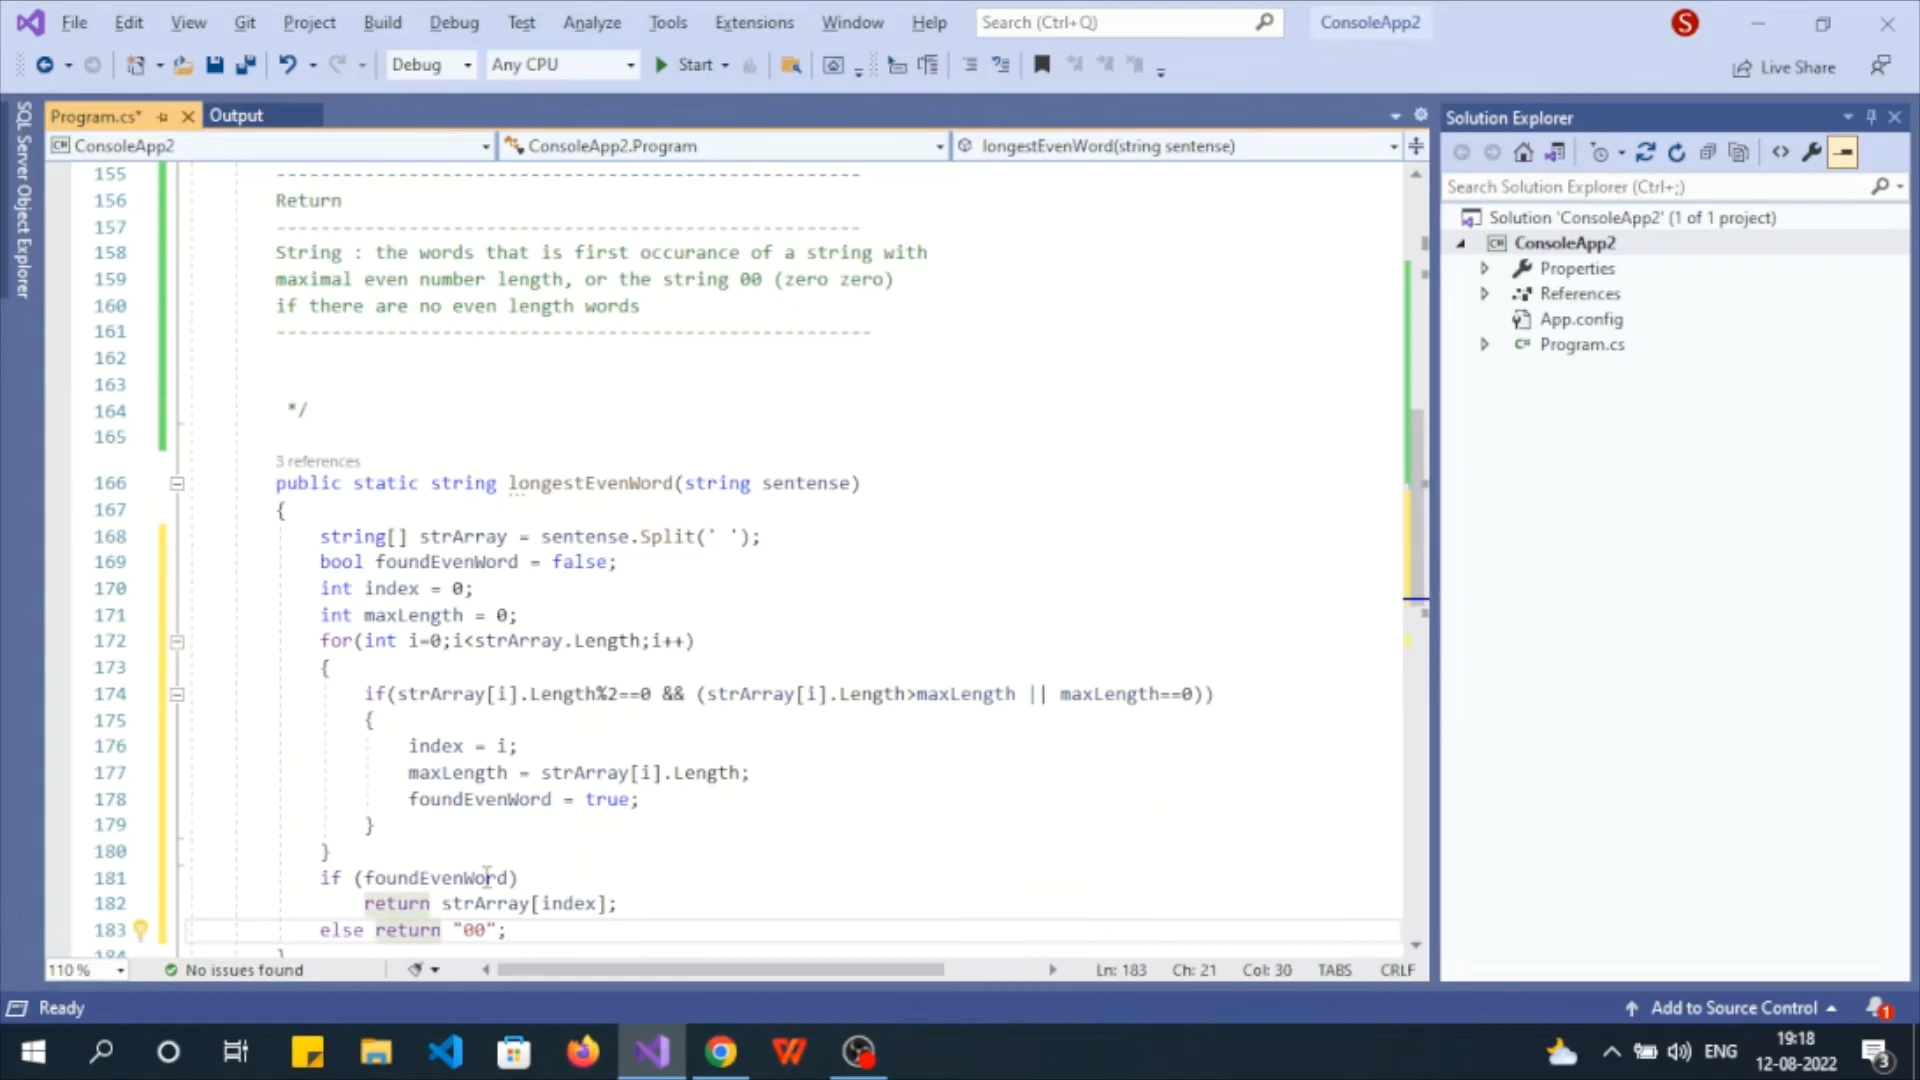 File Edit View Git Project Build Debug Test Analyze Tools Extensions Window Help Search (Ctrl+Q) ConsoleApp2 S
Debug Any CPU Start Live Share
SQL Server Object Explorer
Program.cs* Output
ConsoleApp2 ConsoleApp2.Program longestEvenWord(string sentense)
155 -----------------------------------------------------
156 Return
157 -----------------------------------------------------
158 String : the words that is first occurance of a string with
159 maximal even number length, or the string 00 (zero zero)
160 if there are no even length words
161 ------------------------------------------------------
162
163
164 */
165
3 references
166 public static string longestEvenWord(string sentense)
167 {
168 string[] strArray = sentense.Split(' ');
169 bool foundEvenWord = false;
170 int index = 0;
171 int maxLength = 0;
172 for(int i=0;i<strArray.Length;i++)
173 {
174 if(strArray[i].Length%2==0 && (strArray[i].Length>maxLength || maxLength==0))
175 {
176 index = i;
177 maxLength = strArray[i].Length;
178 foundEvenWord = true;
179 }
180 }
181 if (foundEvenWord)
182 return strArray[index];
183 else return "00";
184 }
110 % No issues found Ln: 183 Ch: 21 Col: 30 TABS CRLF
Solution Explorer
Search Solution Explorer (Ctrl+;)
Solution 'ConsoleApp2' (1 of 1 project)
ConsoleApp2
Properties
References
App.config
C# Program.cs
Ready Add to Source Control 1
ENG 19:18
12-08-2022 3